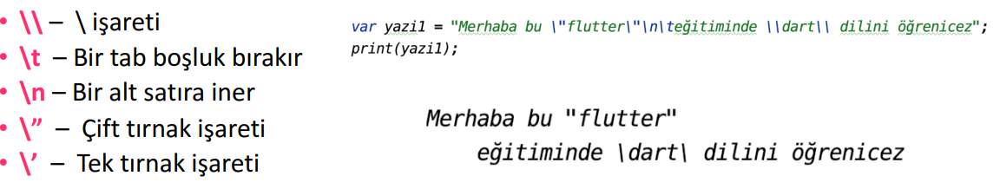 • \\ – \ işareti
• \t – Bir tab boşluk bırakır
• \n – Bir alt satıra iner
• \” – Çift tırnak işareti
• \’ – Tek tırnak işareti
var yazi1 = "Merhaba bu \"flutter\"\n\teğitiminde \\dart\\ dilini öğrenicez";
print(yazi1);
Merhaba bu "flutter"
eğitiminde \dart\ dilini öğrenicez